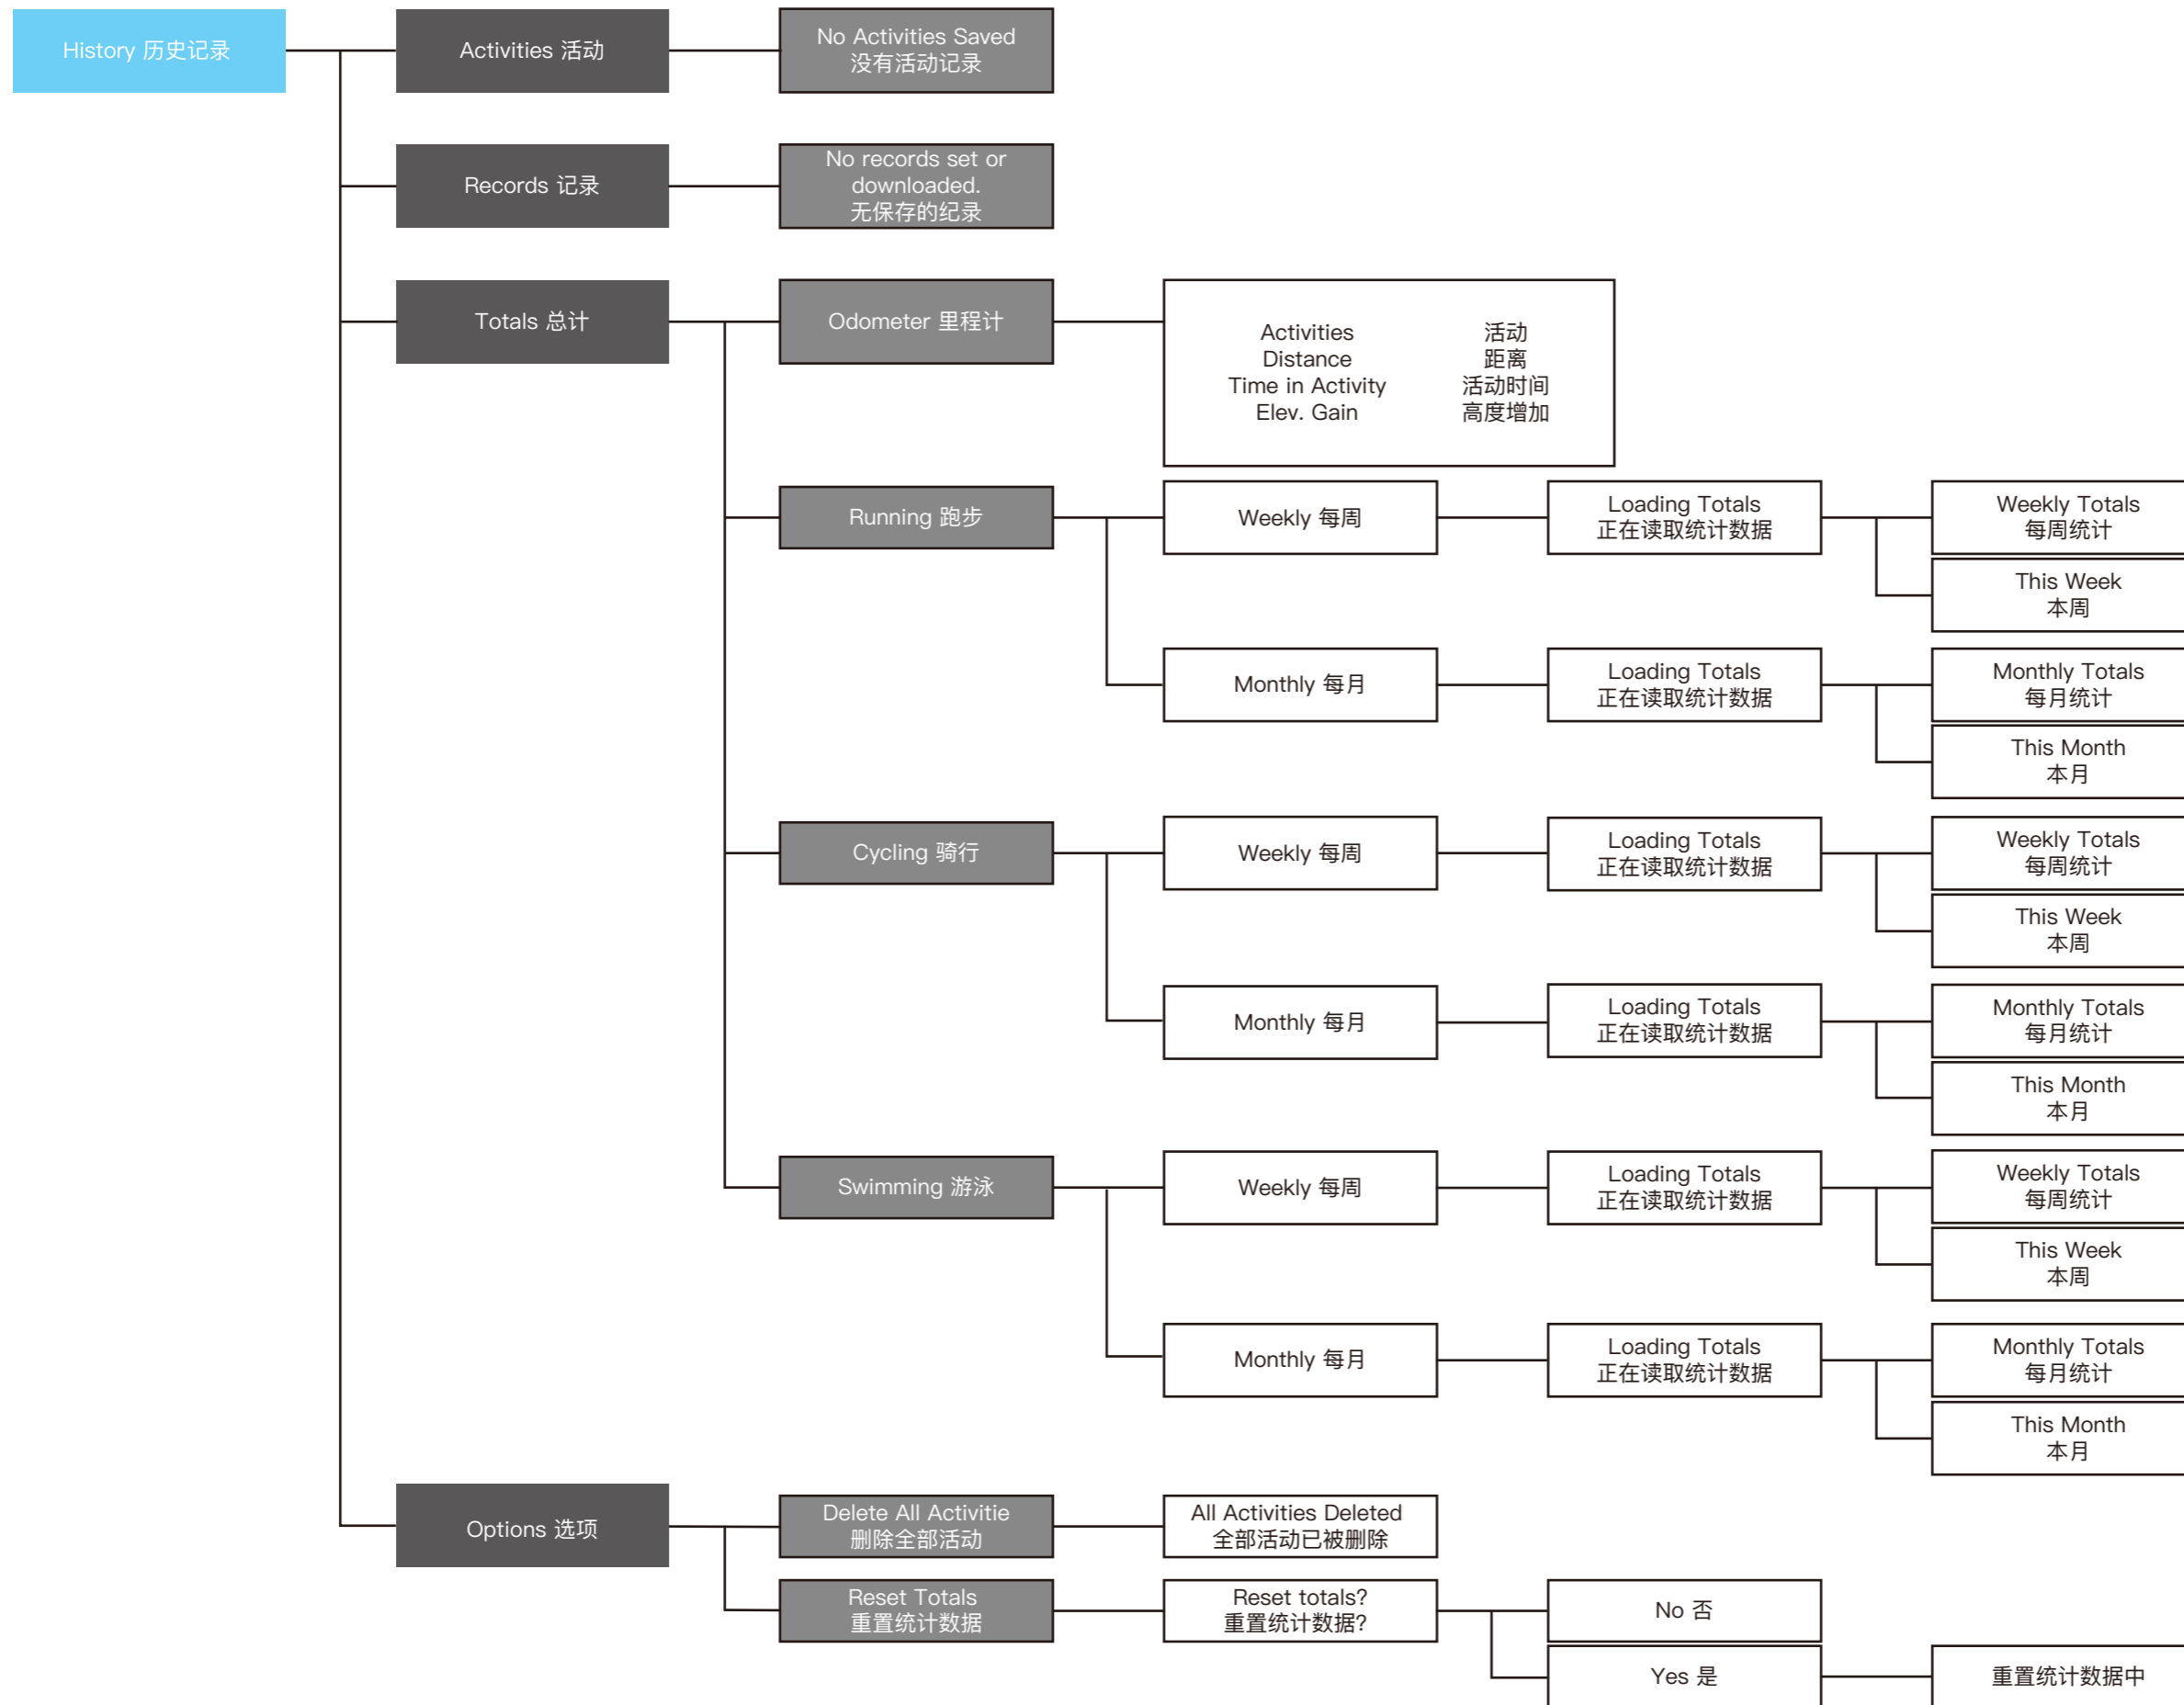 History 历史记录
Activities 活动
No Activities Saved
没有活动记录
Records 记录
No records set or
downloaded.
无保存的纪录
Totals 总计
Odometer 里程计
Activities 活动
Distance 距离
Time in Activity 活动时间
Elev. Gain 高度增加
Running 跑步
Weekly 每周
Loading Totals
正在读取统计数据
Weekly Totals
每周统计
This Week
本周
Monthly 每月
Loading Totals
正在读取统计数据
Monthly Totals
每月统计
This Month
本月
Cycling 骑行
Weekly 每周
Loading Totals
正在读取统计数据
Weekly Totals
每周统计
This Week
本周
Monthly 每月
Loading Totals
正在读取统计数据
Monthly Totals
每月统计
This Month
本月
Swimming 游泳
Weekly 每周
Loading Totals
正在读取统计数据
Weekly Totals
每周统计
This Week
本周
Monthly 每月
Loading Totals
正在读取统计数据
Monthly Totals
每月统计
This Month
本月
Options 选项
Delete All Activitie
删除全部活动
All Activities Deleted
全部活动已被删除
Reset Totals
重置统计数据
Reset totals?
重置统计数据?
No 否
Yes 是
重置统计数据中